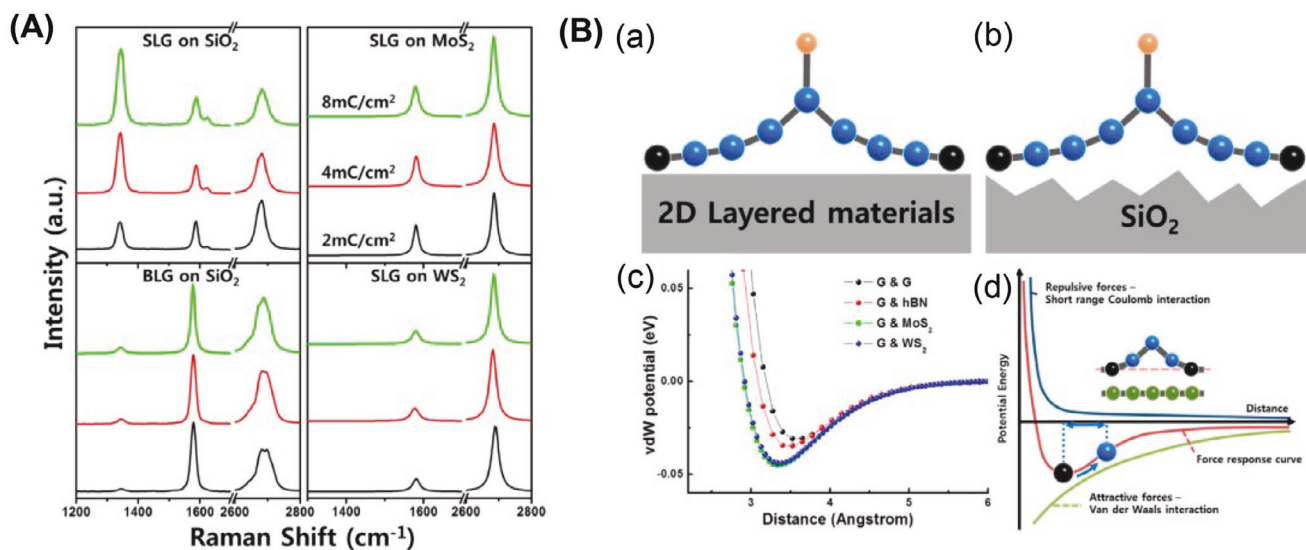 (A)
SLG on SiO₂
SLG on MoS₂
8mC/cm²
4mC/cm²
2mC/cm²
BLG on SiO₂
SLG on WS₂
Intensity (a.u.)
1200 1400 1600 2600 2800
1400 1600 2600 2800
Raman Shift (cm⁻¹)
(B)
(a)
2D Layered materials
(b)
SiO₂
(c)
G & G
G & hBN
G & MoS₂
G & WS₂
vdW potential (eV)
0.05
0.00
-0.05
3 4 5 6
Distance (Angstrom)
(d)
Repulsive forces –
Short range Coulomb interaction
Potential Energy
Distance
Force response curve
Attractive forces –
Van der Waals interaction